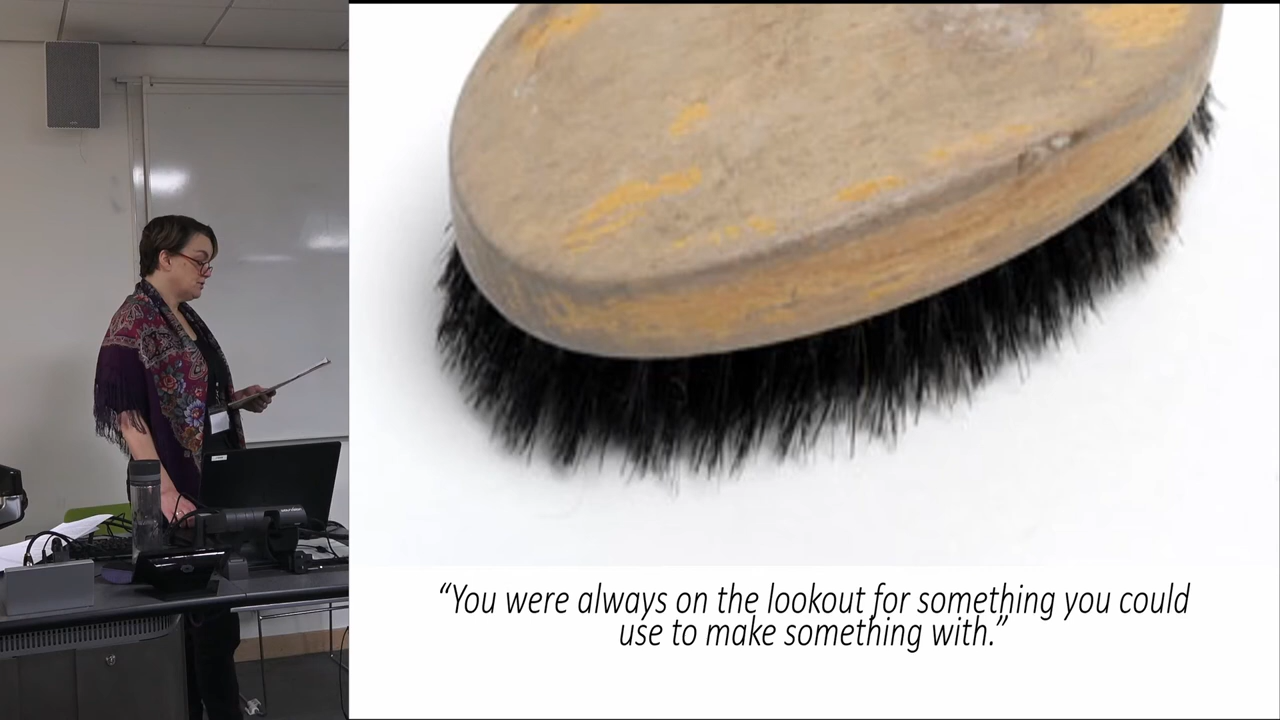 “You were always on the lookout for something you could
use to make something with.”